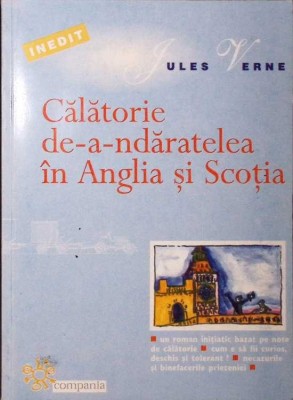 INEDIT
JULES VERNE
Călătorie
de-a-ndăratelea
în Anglia și Scoția
■ un roman inițiatic bazat pe note
de călătorie ■ cum e să fii curios,
deschis și tolerant? ■ necazurile
și binefacerile prieteniei ■
compania